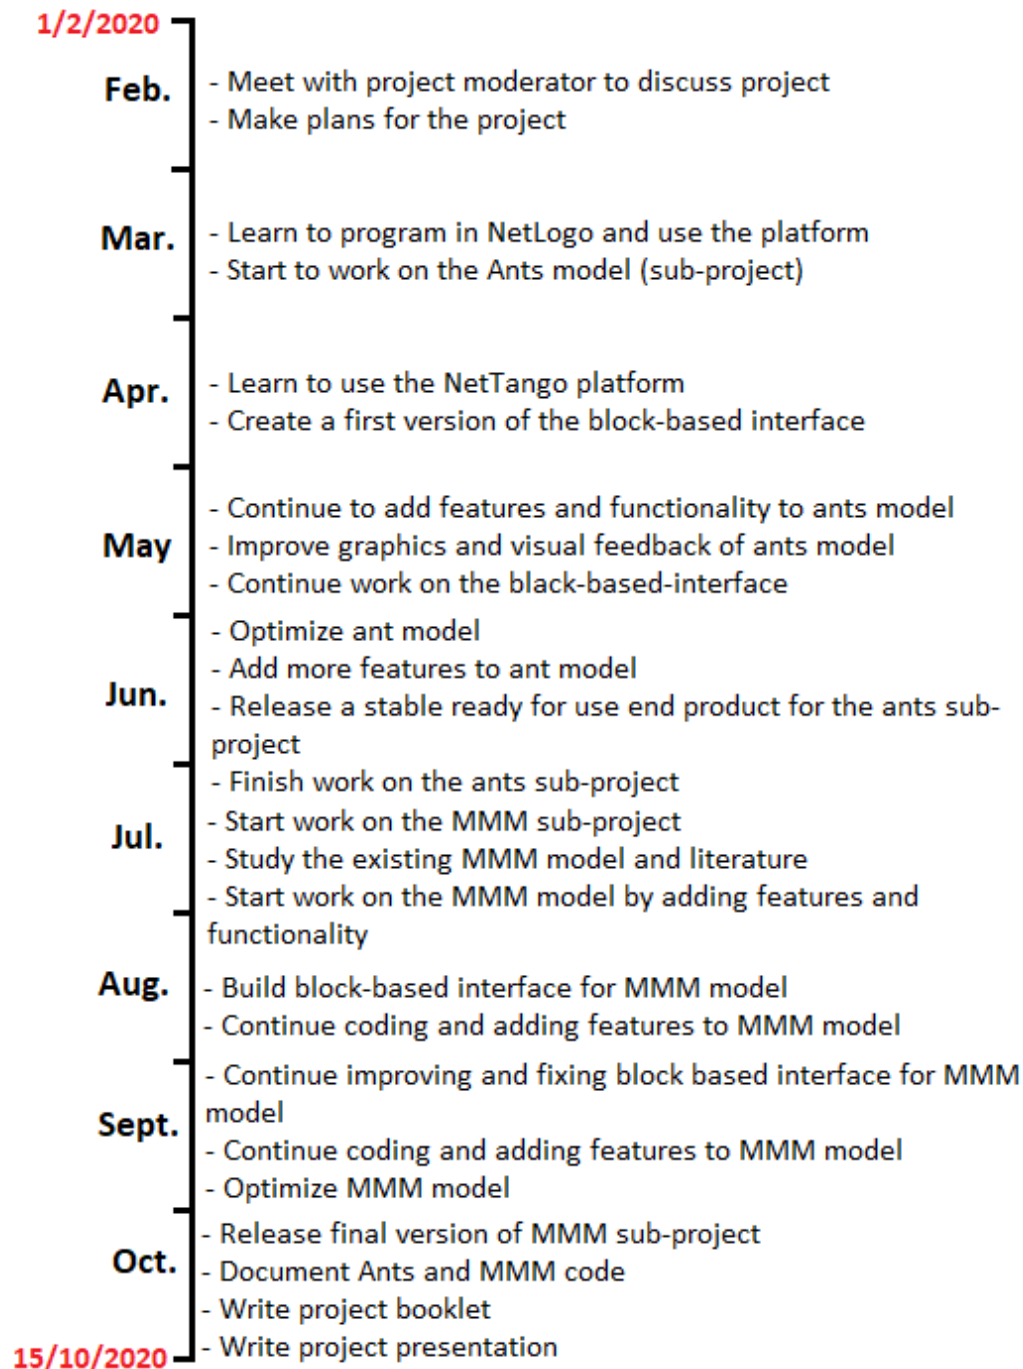 1/2/2020
Feb.
- Meet with project moderator to discuss project
- Make plans for the project
Mar.
- Learn to program in NetLogo and use the platform
- Start to work on the Ants model (sub-project)
Apr.
- Learn to use the NetTango platform
- Create a first version of the block-based interface
May
- Continue to add features and functionality to ants model
- Improve graphics and visual feedback of ants model
- Continue work on the black-based-interface
Jun.
- Optimize ant model
- Add more features to ant model
- Release a stable ready for use end product for the ants sub-
project
Jul.
- Finish work on the ants sub-project
- Start work on the MMM sub-project
- Study the existing MMM model and literature
- Start work on the MMM model by adding features and
functionality
Aug.
- Build block-based interface for MMM model
- Continue coding and adding features to MMM model
Sept.
- Continue improving and fixing block based interface for MMM
model
- Continue coding and adding features to MMM model
- Optimize MMM model
Oct.
- Release final version of MMM sub-project
- Document Ants and MMM code
- Write project booklet
- Write project presentation
15/10/2020